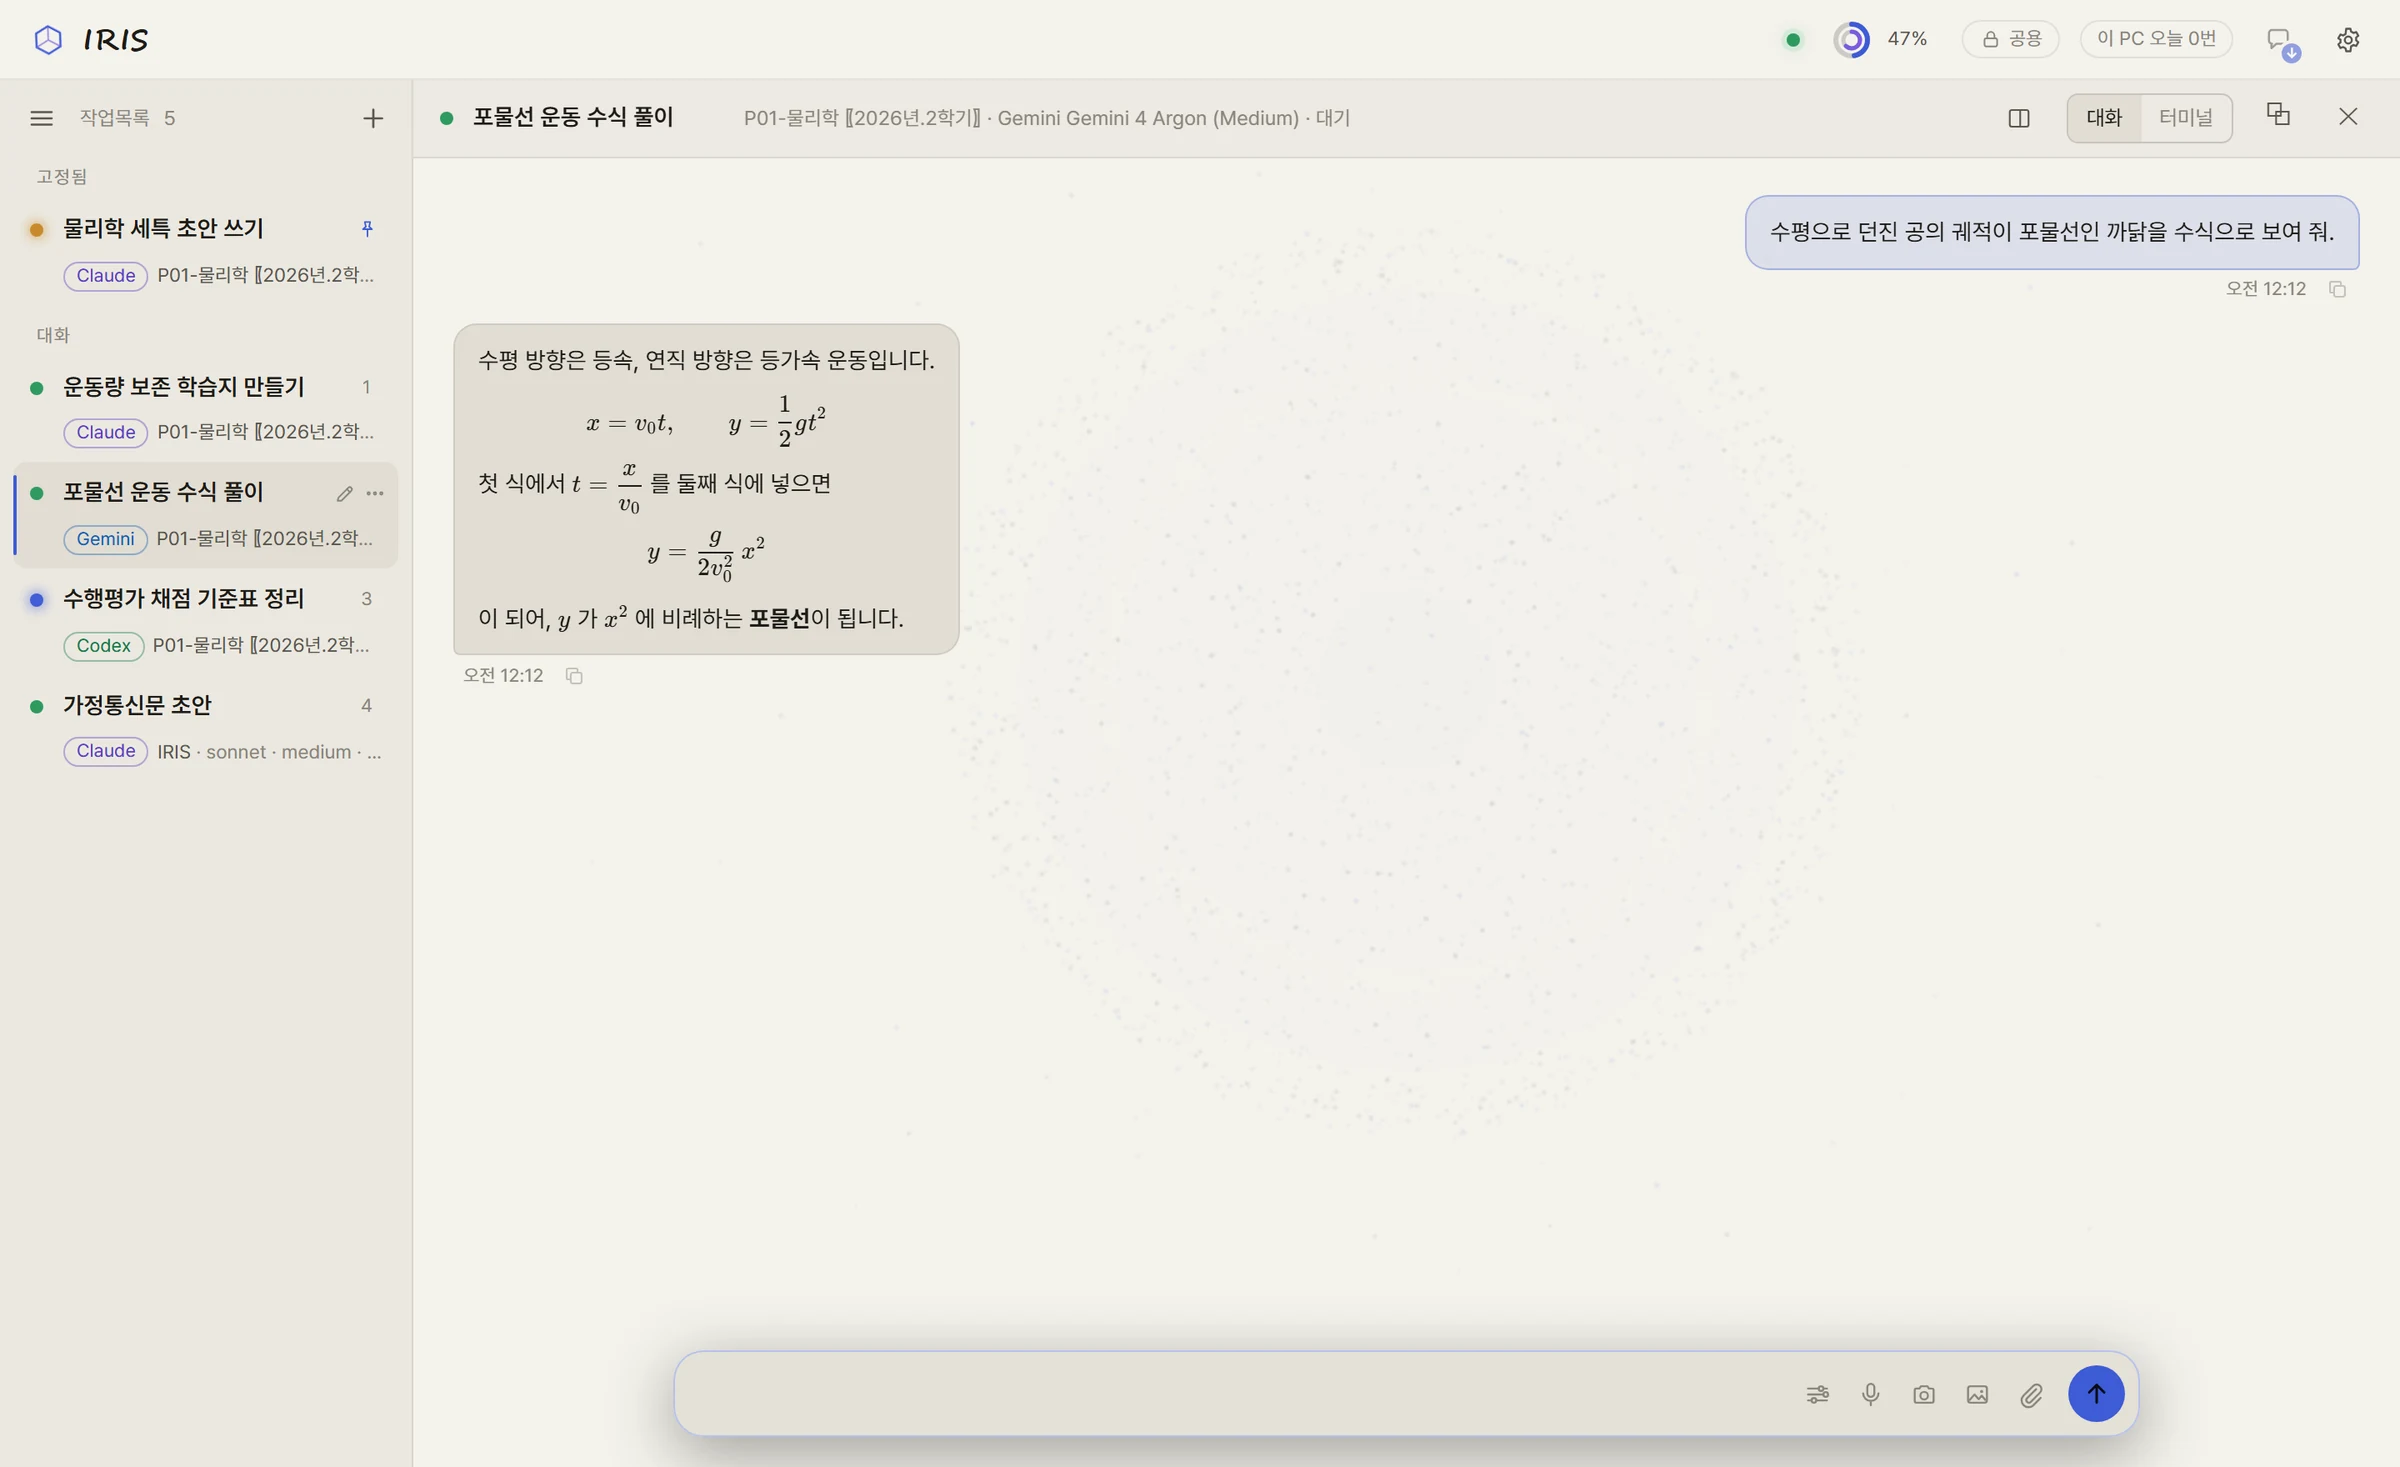 IRIS
47%
공용
이 PC 오늘 0번
작업목록 5
고정됨
물리학 세특 초안 쓰기
Claude P01-물리학 〚2026년.2학...
대화
운동량 보존 학습지 만들기 1
Claude P01-물리학 〚2026년.2학...
포물선 운동 수식 풀이
Gemini P01-물리학 〚2026년.2학...
수행평가 채점 기준표 정리 3
Codex P01-물리학 〚2026년.2학...
가정통신문 초안 4
Claude IRIS · sonnet · medium · ...
포물선 운동 수식 풀이 P01-물리학 〚2026년.2학기〛 · Gemini Gemini 4 Argon (Medium) · 대기
대화 터미널
수평으로 던진 공의 궤적이 포물선인 까닭을 수식으로 보여 줘.
오전 12:12
수평 방향은 등속, 연직 방향은 등가속 운동입니다.
x = v₀t, y = 1/2 gt²
첫 식에서 t = x/v₀ 를 둘째 식에 넣으면
y = g/2v₀² x²
이 되어, y 가 x² 에 비례하는 포물선이 됩니다.
오전 12:12